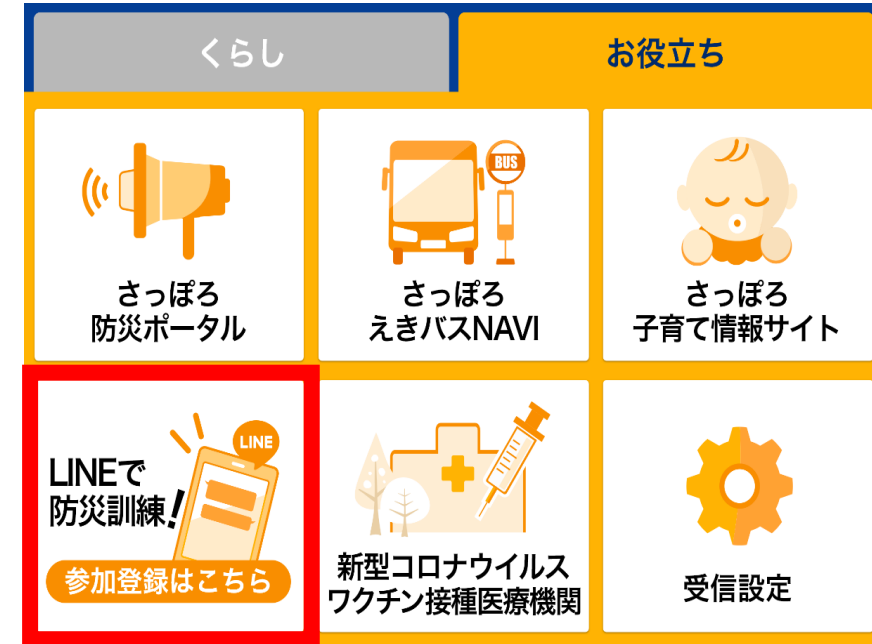 くらし
お役立ち
さっぽろ
防災ポータル
BUS
さっぽろ
えきバスNAVI
さっぽろ
子育て情報サイト
LINE
LINEで
防災訓練!
参加登録はこちら
新型コロナウイルス
ワクチン接種医療機関
受信設定